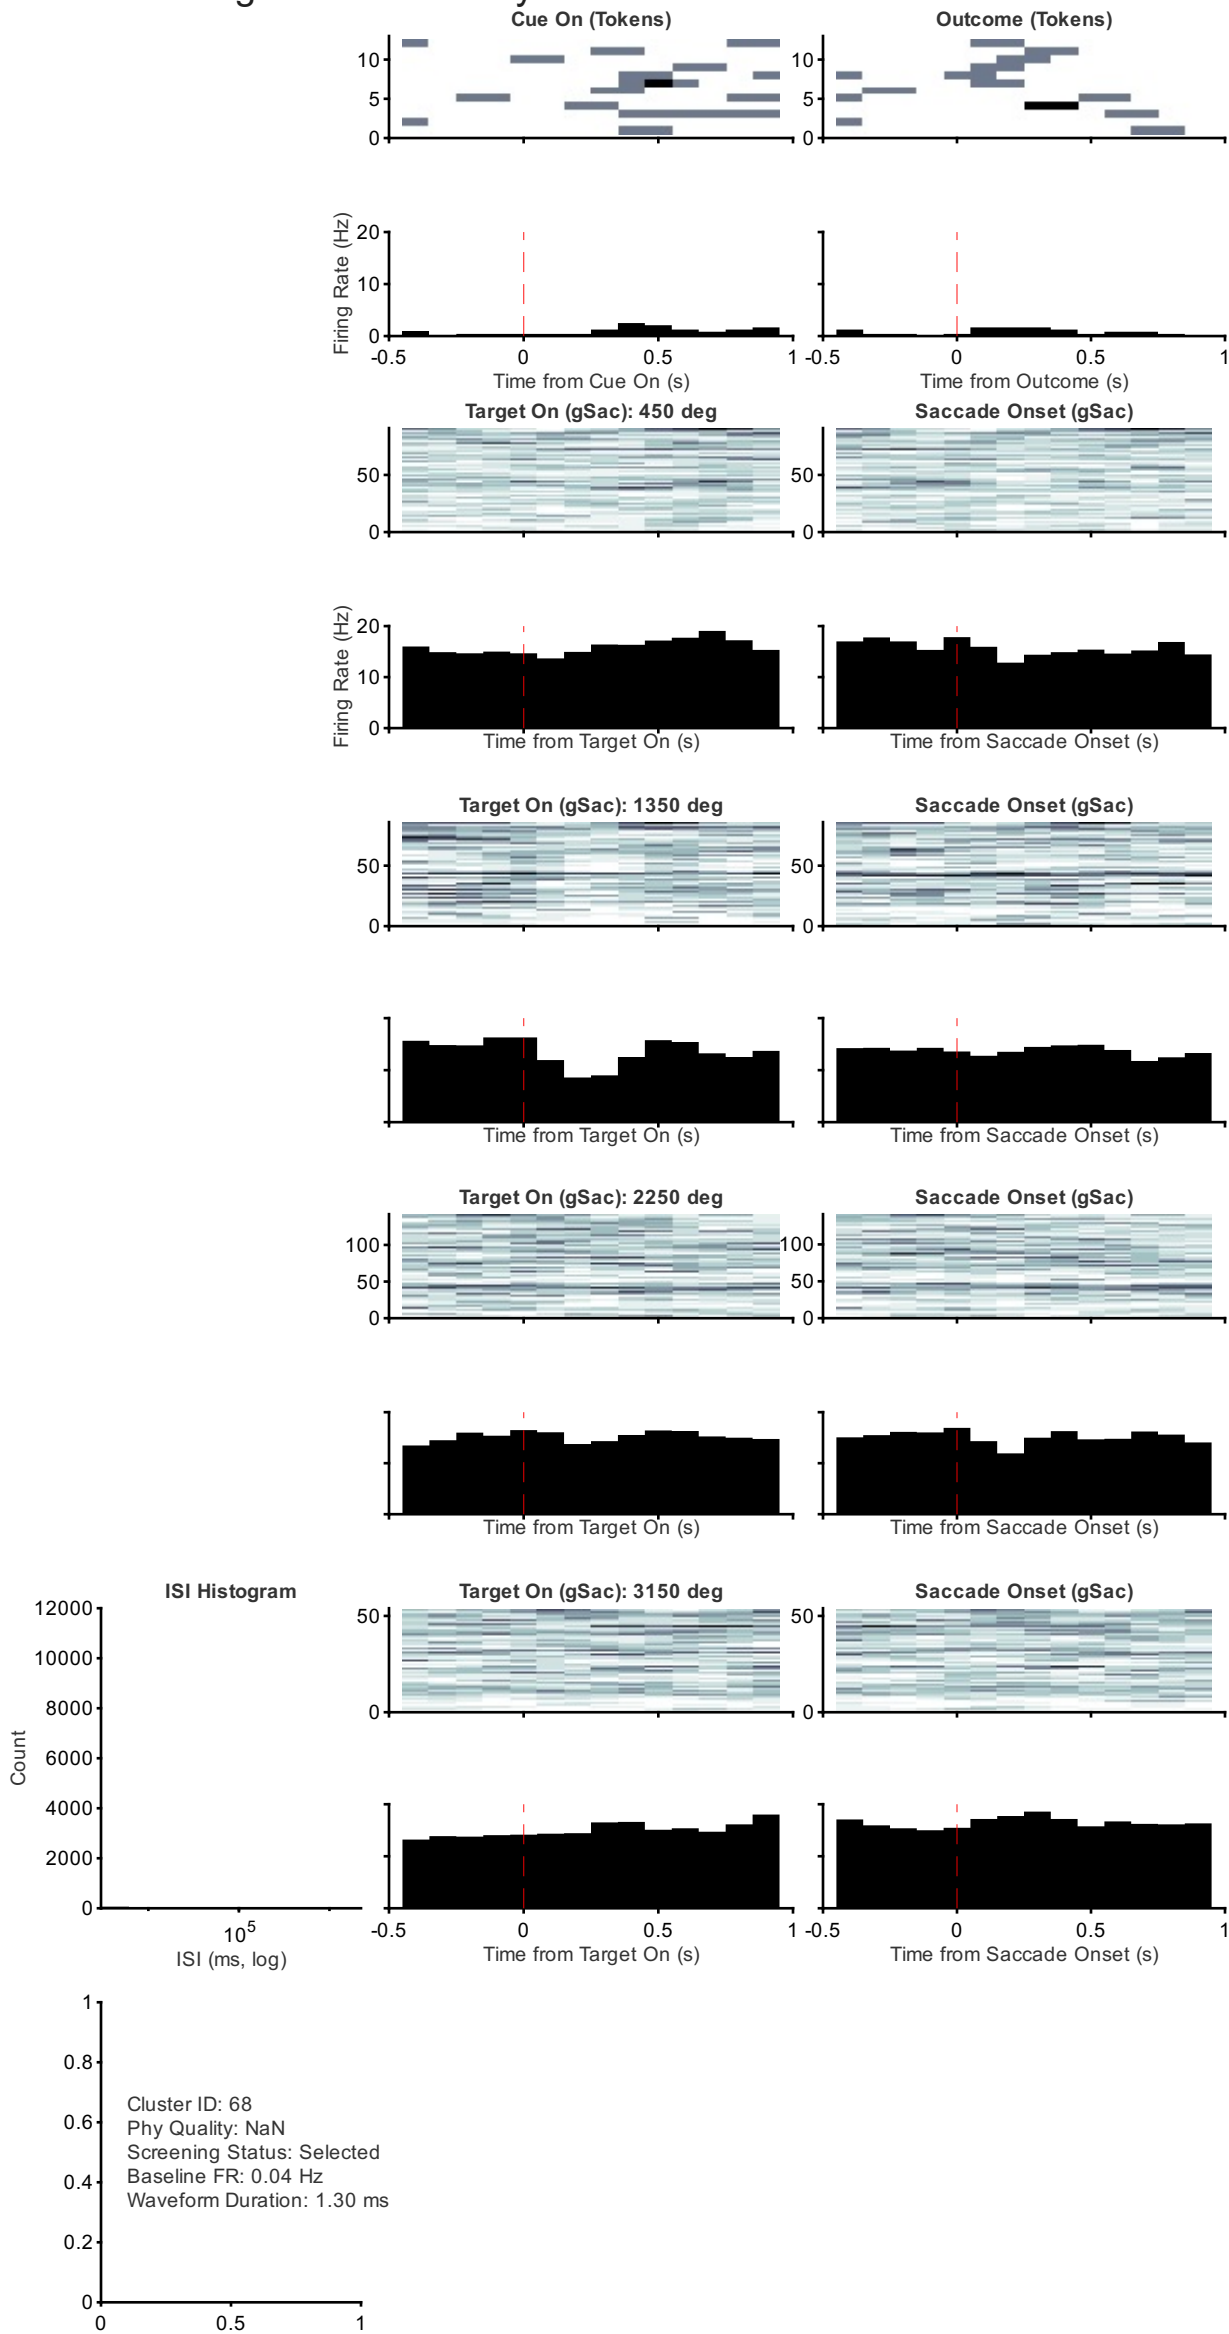 Cue On (Tokens)
Outcome (Tokens)
10
5
0
10
5
0
Firing Rate (Hz)
20
10
0
-0.5
0
0.5
1
-0.5
0
0.5
1
Time from Cue On (s)
Time from Outcome (s)
Target On (gSac): 450 deg
Saccade Onset (gSac)
50
0
50
0
Firing Rate (Hz)
20
10
0
Time from Target On (s)
Time from Saccade Onset (s)
Target On (gSac): 1350 deg
Saccade Onset (gSac)
50
0
50
0
Time from Target On (s)
Time from Saccade Onset (s)
Target On (gSac): 2250 deg
Saccade Onset (gSac)
100
50
0
100
50
0
Time from Target On (s)
Time from Saccade Onset (s)
ISI Histogram
Count
12000
10000
8000
6000
4000
2000
0
10^5
ISI (ms, log)
Target On (gSac): 3150 deg
Saccade Onset (gSac)
50
0
50
0
-0.5
0
0.5
1
-0.5
0
0.5
1
Time from Target On (s)
Time from Saccade Onset (s)
1
0.8
0.6
0.4
0.2
0
0
0.5
1
Cluster ID: 68
Phy Quality: NaN
Screening Status: Selected
Baseline FR: 0.04 Hz
Waveform Duration: 1.30 ms